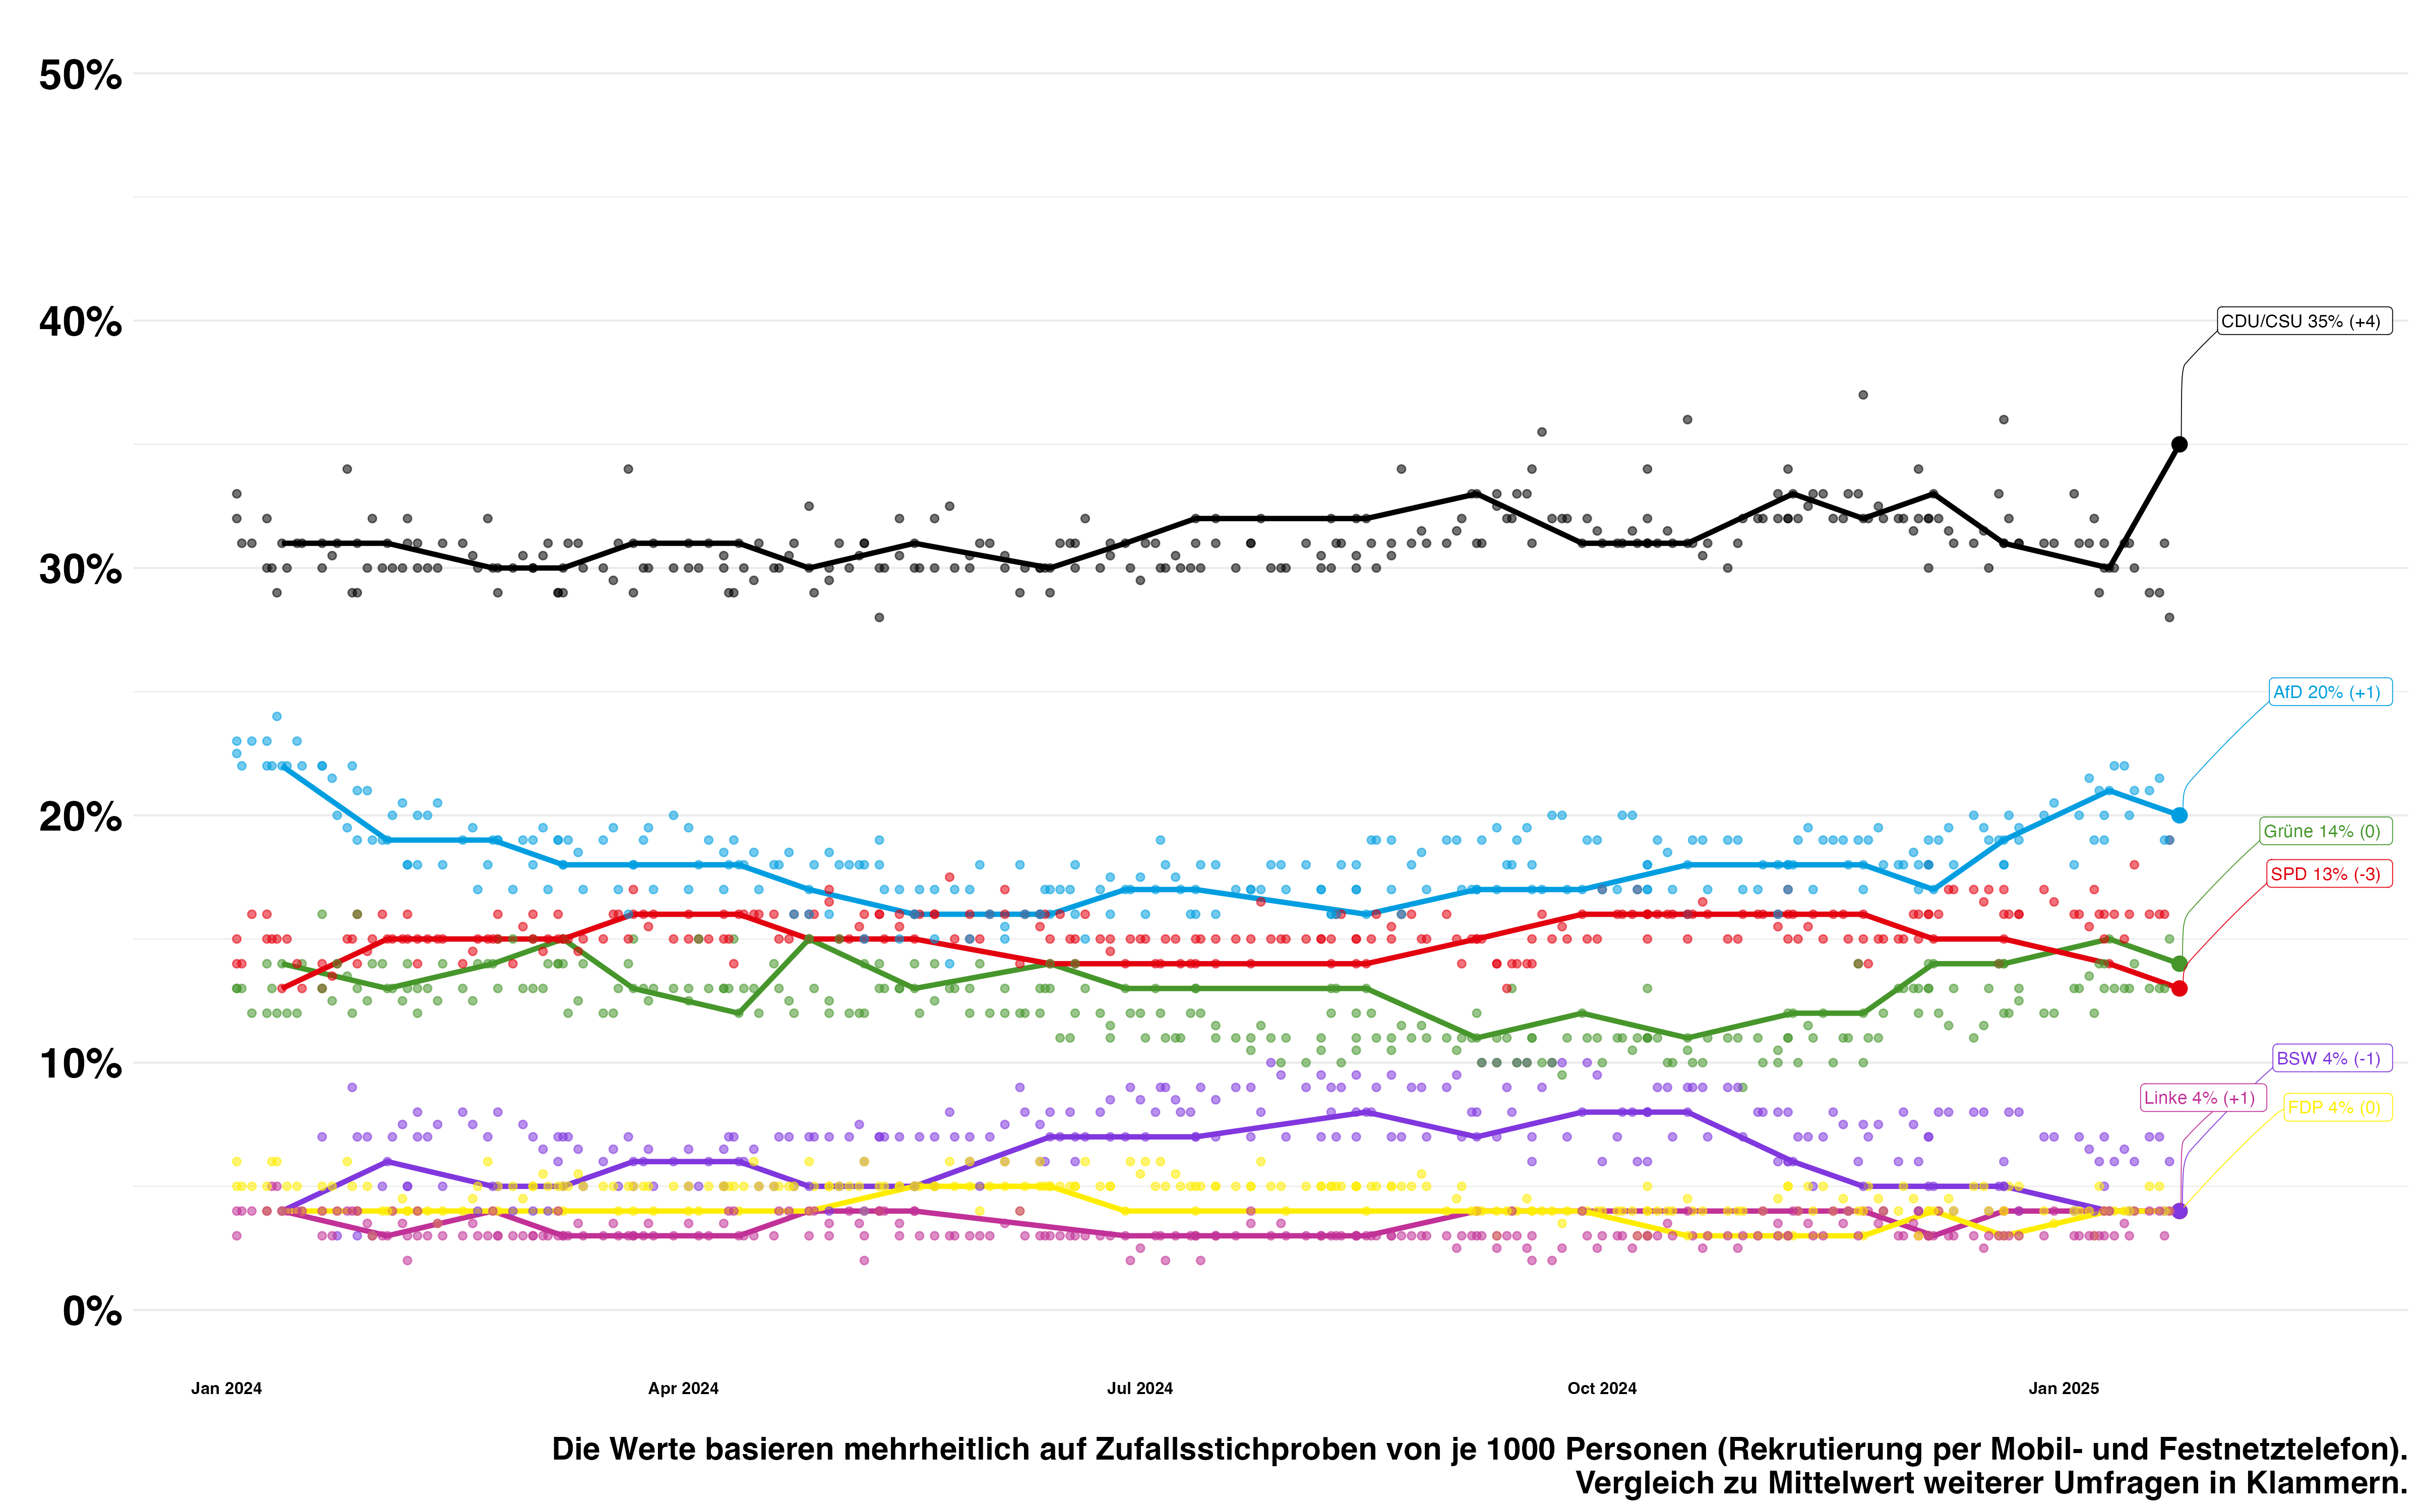 50%
40%
30%
20%
10%
0%
CDU/CSU 35% (+4)
AfD 20% (+1)
Grüne 14% (0)
SPD 13% (-3)
BSW 4% (-1)
Linke 4% (+1)
FDP 4% (0)
Jan 2024
Apr 2024
Jul 2024
Oct 2024
Jan 2025
Die Werte basieren mehrheitlich auf Zufallsstichproben von je 1000 Personen (Rekrutierung per Mobil- und Festnetztelefon).
Vergleich zu Mittelwert weiterer Umfragen in Klammern.